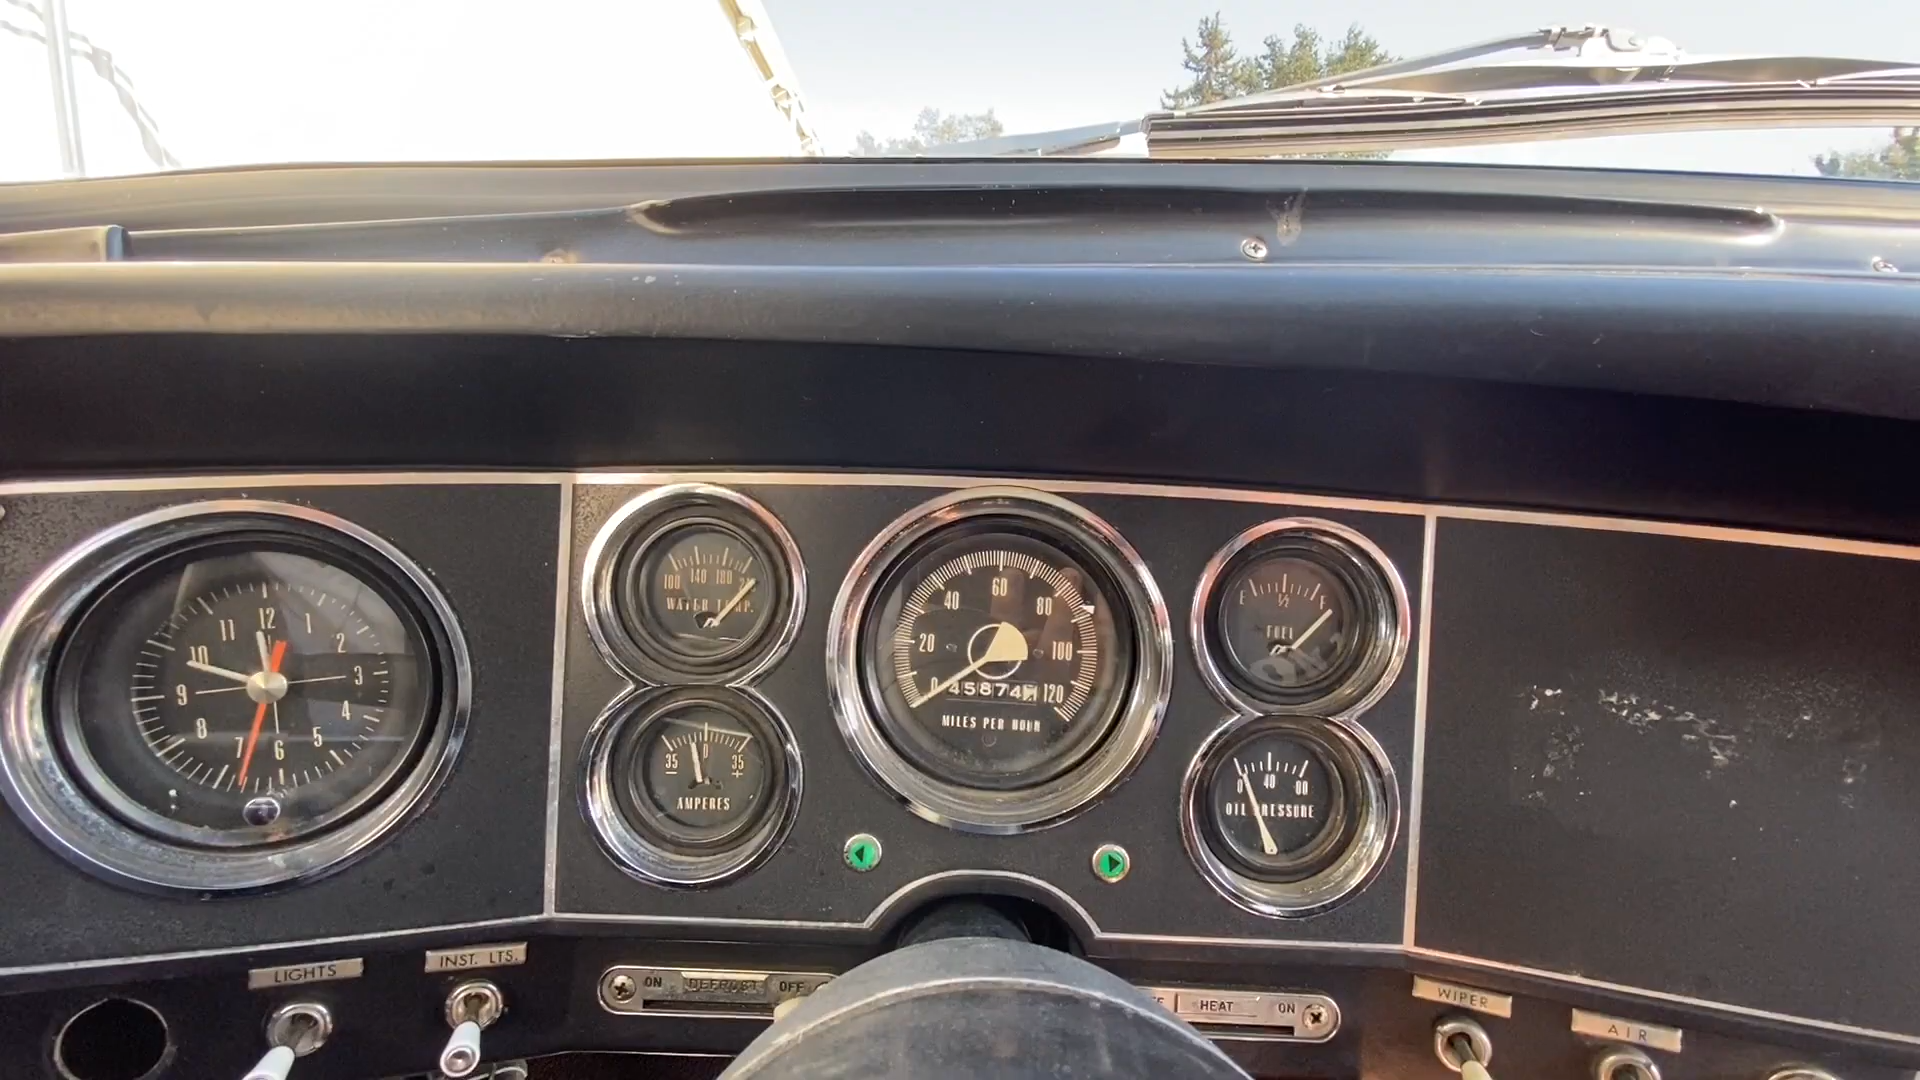 12
11 1
10 2
9 3
8 4
7 6 5
100 140 180
WATER TEMP.
35 0 35
- +
AMPERES
60
40 80
20 100
0 120
45874
MILES PER HOUR
E 1/2 F
FUEL
0 40 80
OIL PRESSURE
LIGHTS
INST. LTS.
ON DEFROST OFF
HEAT ON
WIPER
AIR